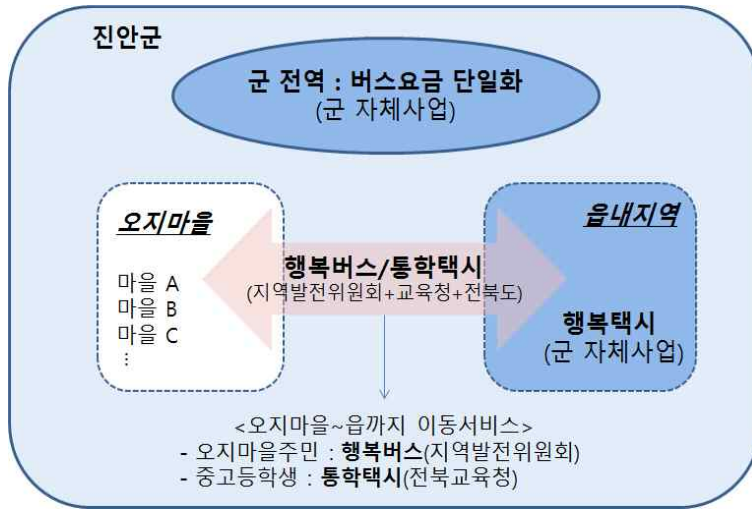 진안군
군 전역 : 버스요금 단일화
(군 자체사업)
오지마을
마을 A
마을 B
마을 C
⋮
행복버스/통학택시
(지역발전위원회+교육청+전북도)
읍내지역
행복택시
(군 자체사업)
<오지마을~읍까지 이동서비스>
- 오지마을주민 : 행복버스(지역발전위원회)
- 중고등학생 : 통학택시(전북교육청)